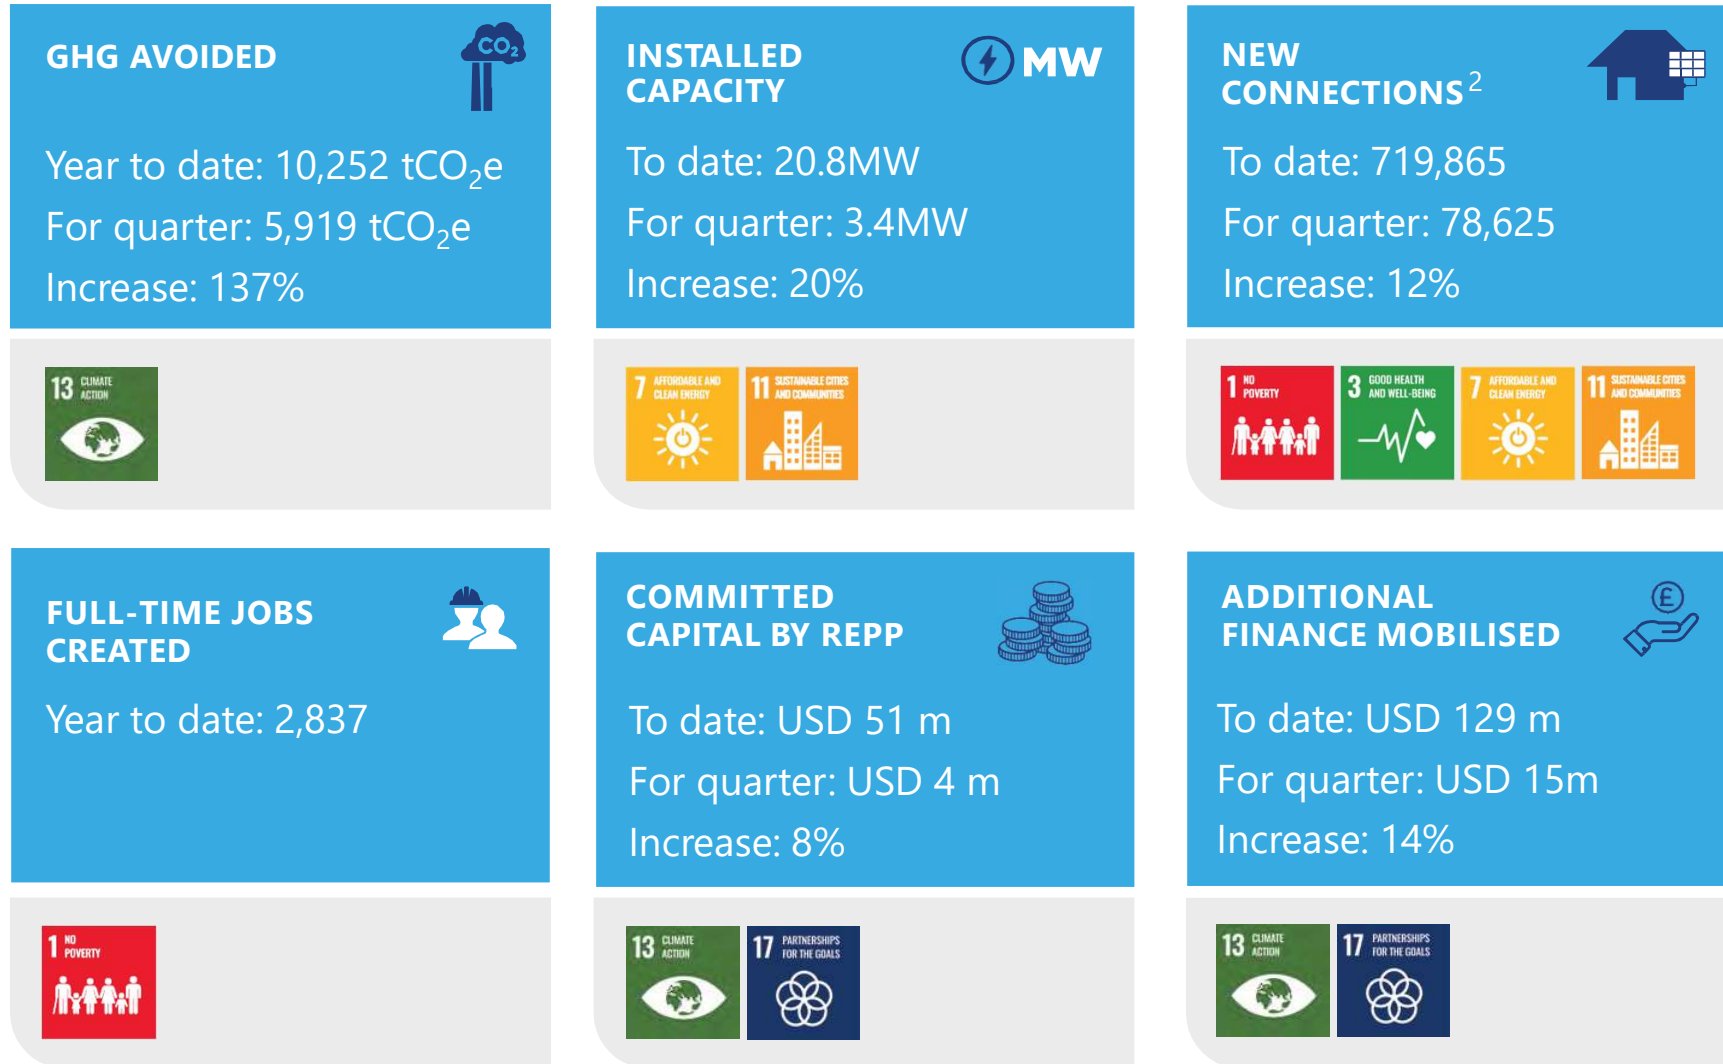 GHG AVOIDED
CO2
Year to date: 10,252 tCO2e
For quarter: 5,919 tCO2e
Increase: 137%
13 CLIMATE
ACTION
INSTALLED
CAPACITY
MW
To date: 20.8MW
For quarter: 3.4MW
Increase: 20%
7 AFFORDABLE AND
CLEAN ENERGY
11 SUSTAINABLE CITIES
AND COMMUNITIES
NEW
CONNECTIONS2
To date: 719,865
For quarter: 78,625
Increase: 12%
1 NO
POVERTY
3 GOOD HEALTH
AND WELL-BEING
7 AFFORDABLE AND
CLEAN ENERGY
11 SUSTAINABLE CITIES
AND COMMUNITIES
FULL-TIME JOBS
CREATED
Year to date: 2,837
1 NO
POVERTY
COMMITTED
CAPITAL BY REPP
To date: USD 51 m
For quarter: USD 4 m
Increase: 8%
13 CLIMATE
ACTION
17 PARTNERSHIPS
FOR THE GOALS
ADDITIONAL
FINANCE MOBILISED
£
To date: USD 129 m
For quarter: USD 15m
Increase: 14%
13 CLIMATE
ACTION
17 PARTNERSHIPS
FOR THE GOALS